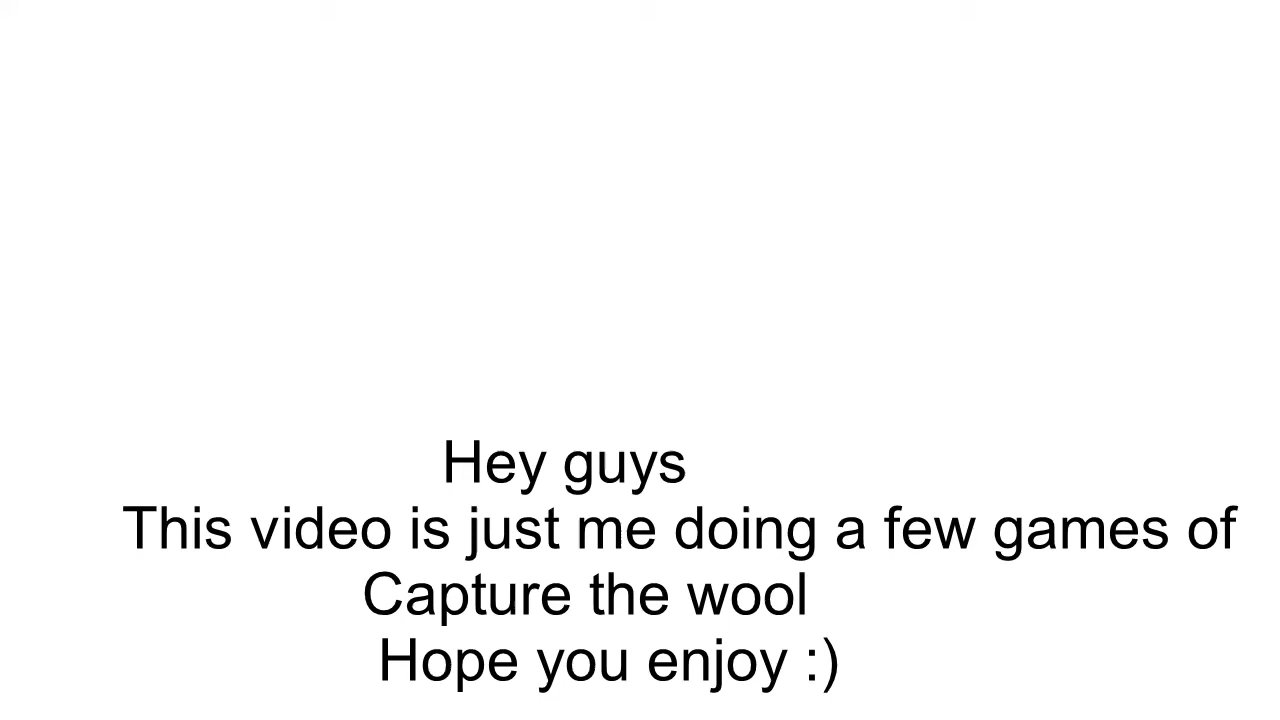 Hey guys
This video is just me doing a few games of
Capture the wool
Hope you enjoy :)